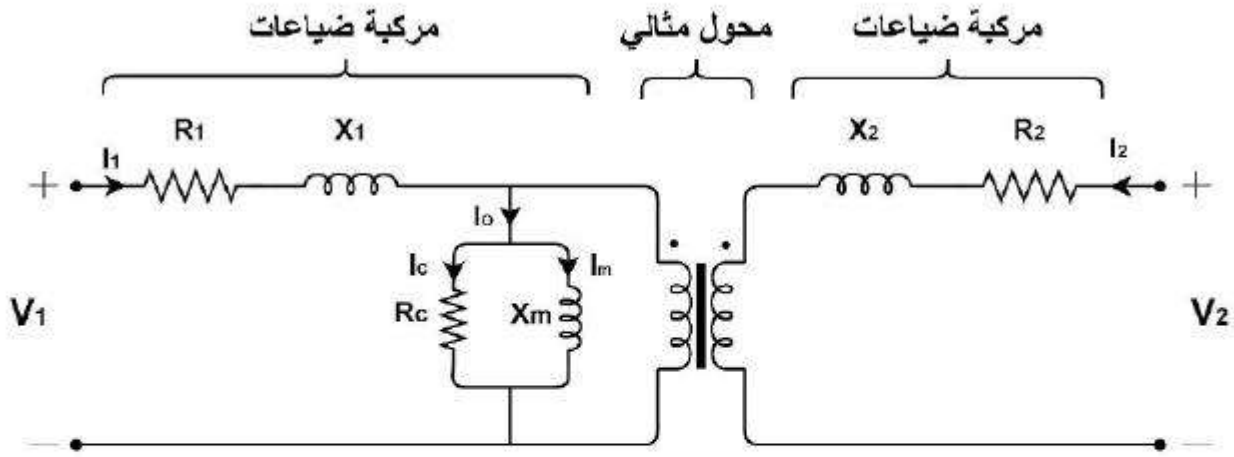 مركبة ضياعات
محول مثالي
مركبة ضياعات
R1
X1
X2
R2
I1
I2
+
+
Io
Ic
Im
Rc
Xm
V1
V2
—
—